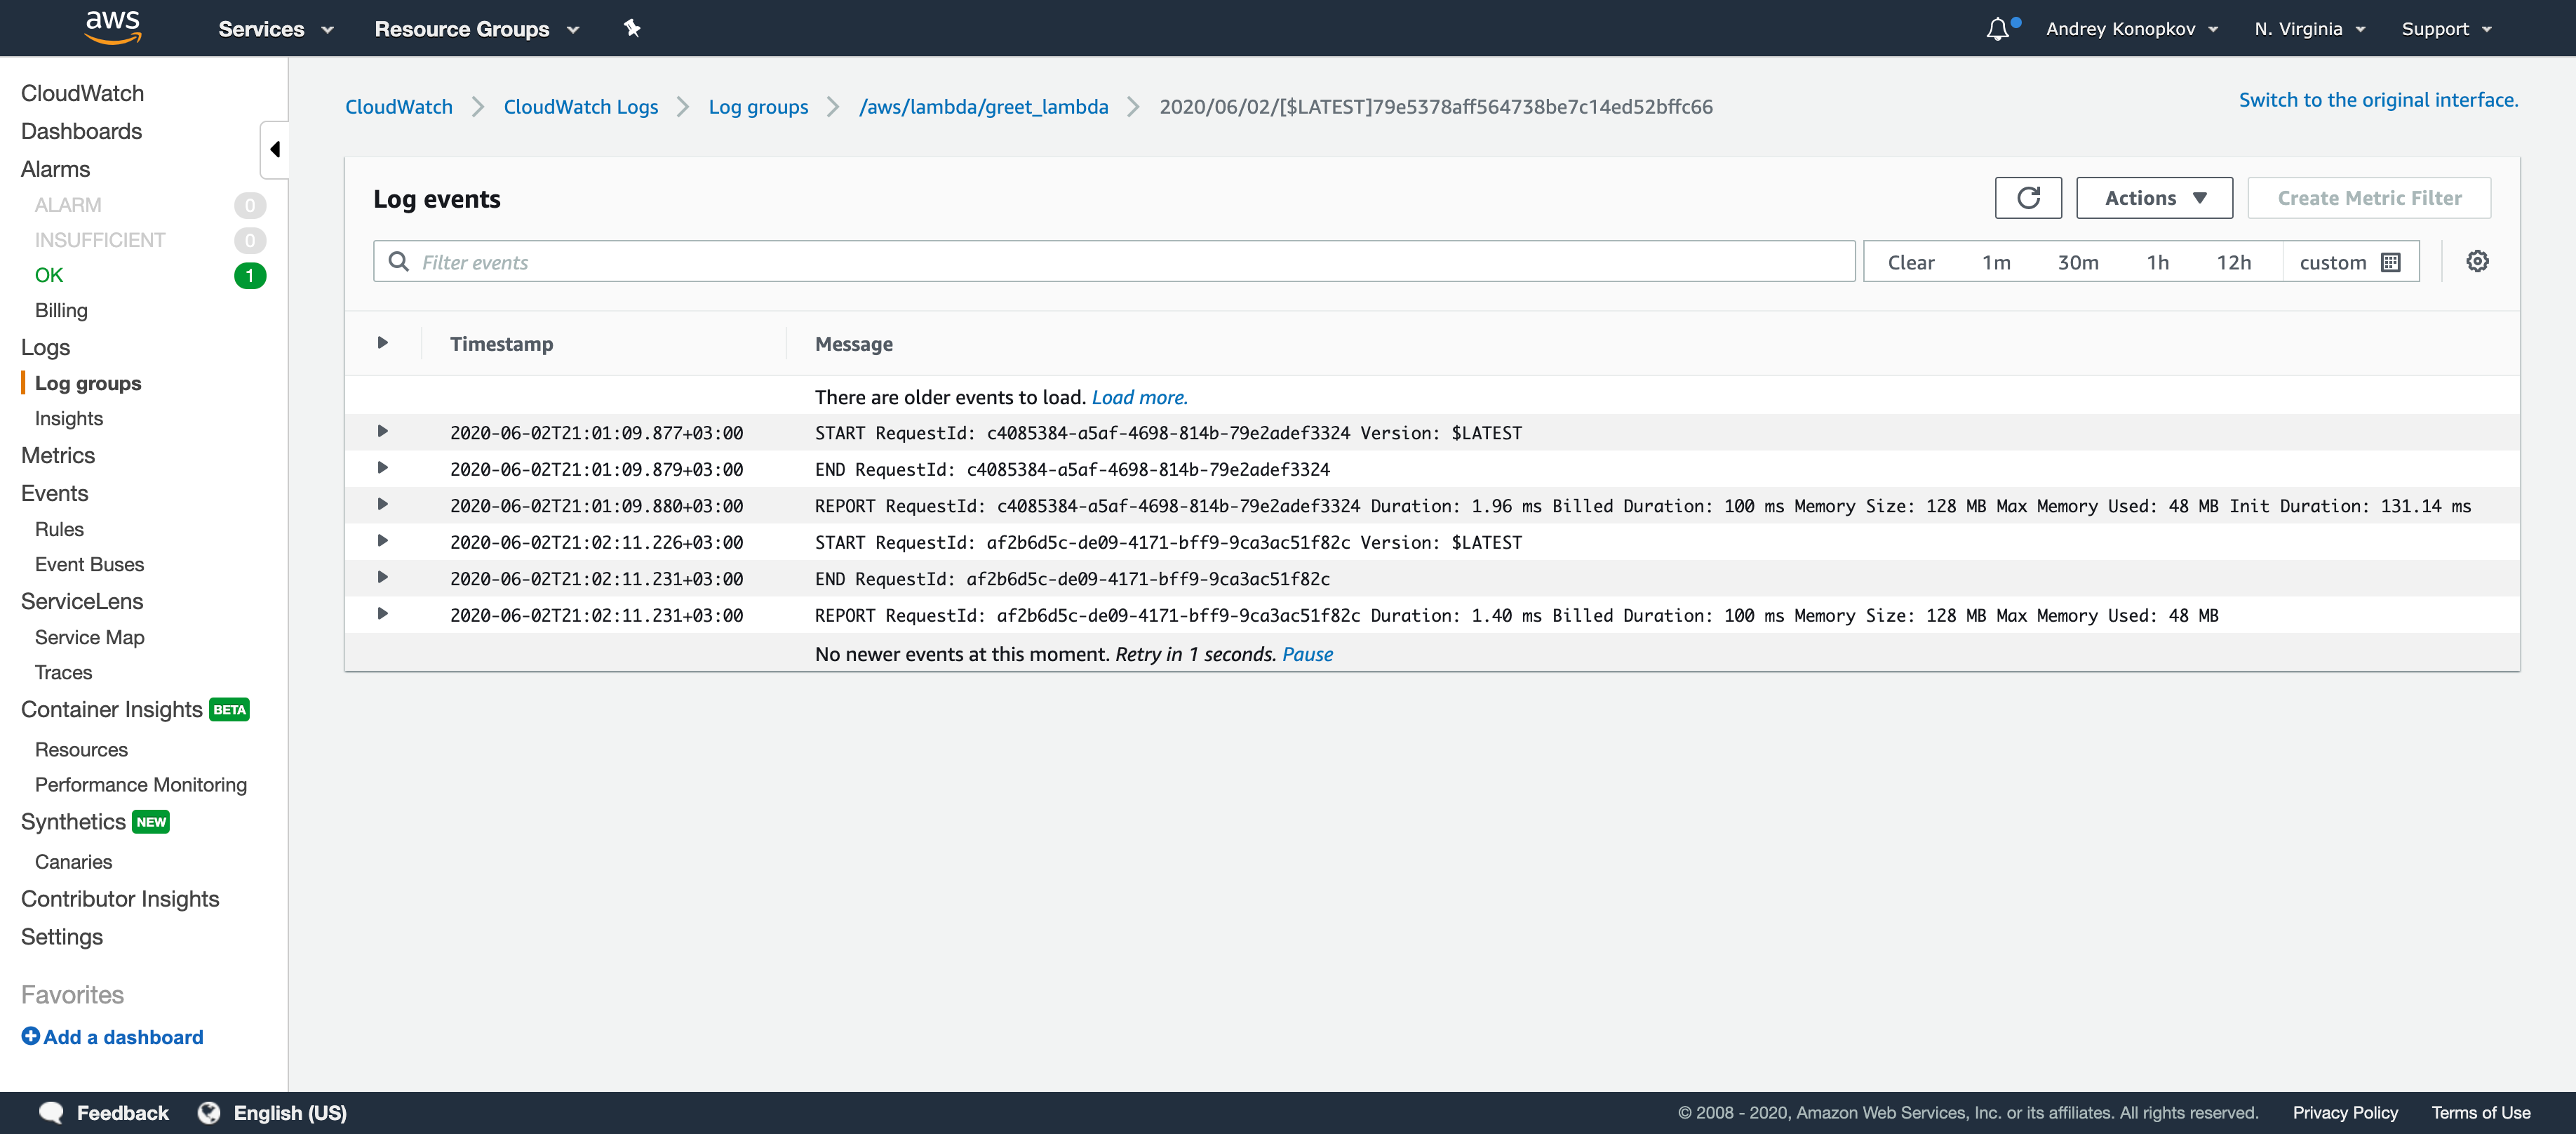 aws Services Resource Groups Andrey Konopkov N. Virginia Support
CloudWatch
Dashboards
Alarms
ALARM 0
INSUFFICIENT 0
OK 1
Billing
Logs
Log groups
Insights
Metrics
Events
Rules
Event Buses
ServiceLens
Service Map
Traces
Container Insights BETA
Resources
Performance Monitoring
Synthetics NEW
Canaries
Contributor Insights
Settings
Favorites
Add a dashboard
CloudWatch CloudWatch Logs Log groups /aws/lambda/greet_lambda 2020/06/02/[$LATEST]79e5378aff564738be7c14ed52bffc66
Switch to the original interface.
Log events
Actions Create Metric Filter
Filter events Clear 1m 30m 1h 12h custom
Timestamp Message
There are older events to load. Load more.
2020-06-02T21:01:09.877+03:00 START RequestId: c4085384-a5af-4698-814b-79e2adef3324 Version: $LATEST
2020-06-02T21:01:09.879+03:00 END RequestId: c4085384-a5af-4698-814b-79e2adef3324
2020-06-02T21:01:09.880+03:00 REPORT RequestId: c4085384-a5af-4698-814b-79e2adef3324 Duration: 1.96 ms Billed Duration: 100 ms Memory Size: 128 MB Max Memory Used: 48 MB Init Duration: 131.14 ms
2020-06-02T21:02:11.226+03:00 START RequestId: af2b6d5c-de09-4171-bff9-9ca3ac51f82c Version: $LATEST
2020-06-02T21:02:11.231+03:00 END RequestId: af2b6d5c-de09-4171-bff9-9ca3ac51f82c
2020-06-02T21:02:11.231+03:00 REPORT RequestId: af2b6d5c-de09-4171-bff9-9ca3ac51f82c Duration: 1.40 ms Billed Duration: 100 ms Memory Size: 128 MB Max Memory Used: 48 MB
No newer events at this moment. Retry in 1 seconds. Pause
Feedback English (US) © 2008 - 2020, Amazon Web Services, Inc. or its affiliates. All rights reserved. Privacy Policy Terms of Use